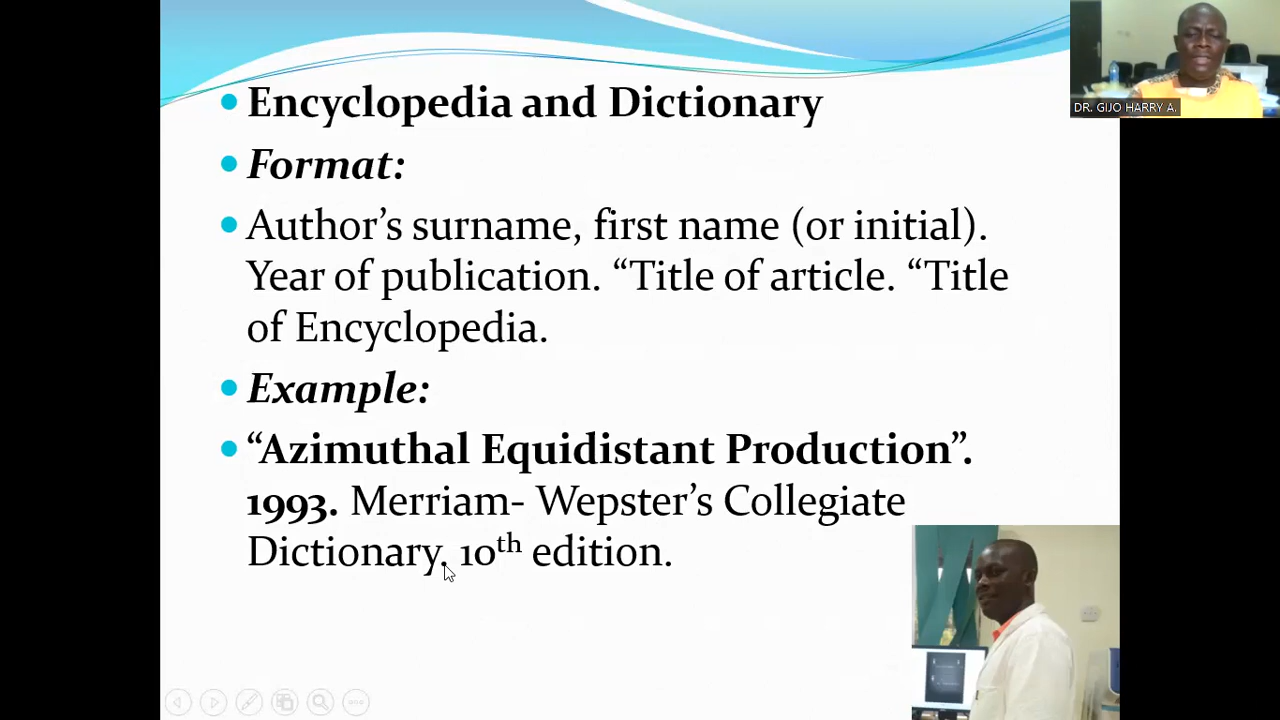 Encyclopedia and Dictionary
DR. GIJO HARRY A.
Format:
Author’s surname, first name (or initial).
Year of publication. “Title of article. “Title
of Encyclopedia.
Example:
“Azimuthal Equidistant Production”.
1993. Merriam- Wepster’s Collegiate
Dictionary. 10th edition.